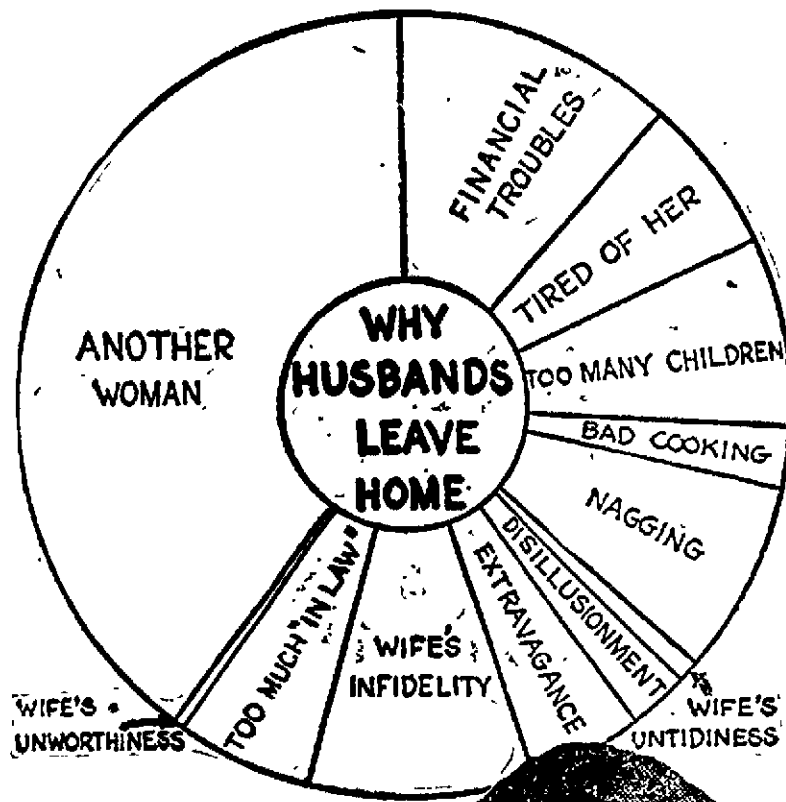 WHY
HUSBANDS
LEAVE
HOME
FINANCIAL
TROUBLES
TIRED OF HER
TOO MANY CHILDREN
BAD COOKING
NAGGING
WIFE'S
UNTIDINESS
DISILLUSIONMENT
EXTRAVAGANCE
WIFE'S
INFIDELITY
TOO MUCH "IN LAW"
WIFE'S
UNWORTHINESS
ANOTHER
WOMAN